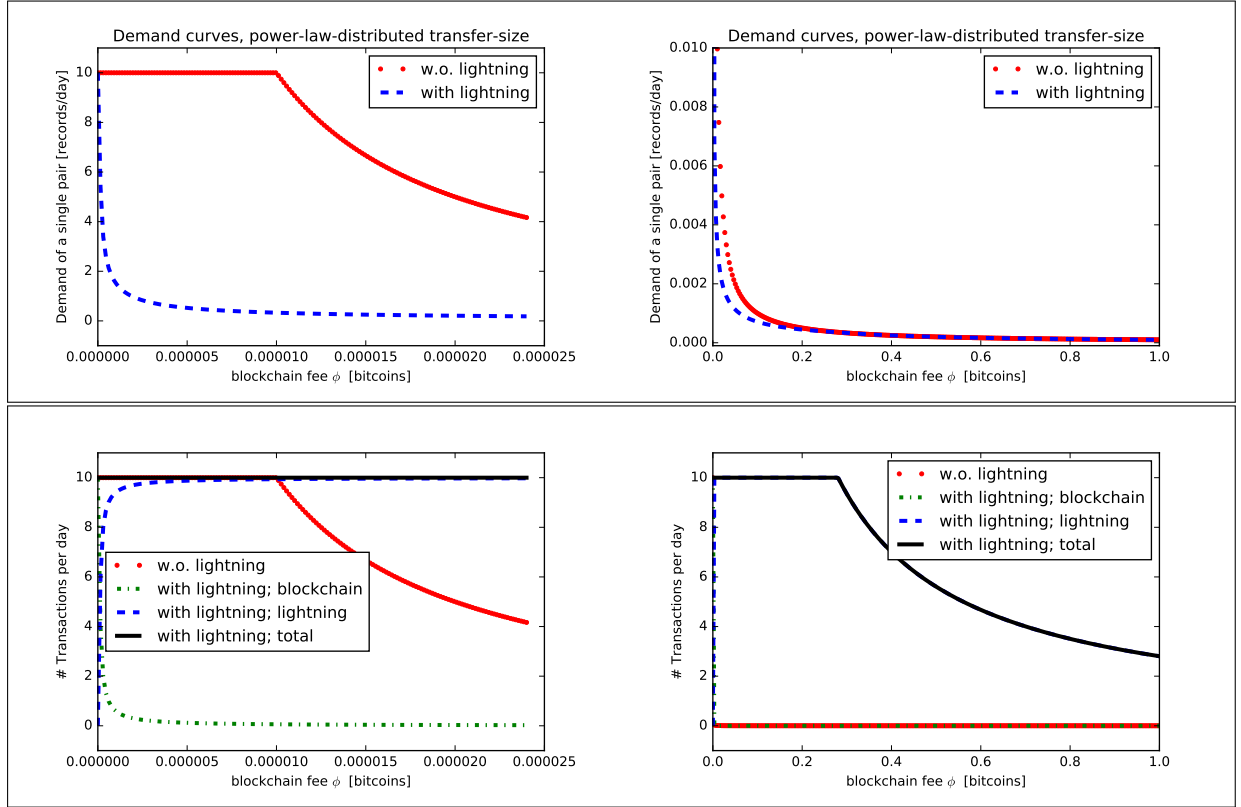 Demand curves, power-law-distributed transfer-size
Demand of a single pair [records/day]
10
8
6
4
2
0
w.o. lightning
with lightning
0.000000 0.000005 0.000010 0.000015 0.000020 0.000025
blockchain fee ϕ [bitcoins]
Demand curves, power-law-distributed transfer-size
Demand of a single pair [records/day]
0.010
0.008
0.006
0.004
0.002
0.000
w.o. lightning
with lightning
0.0 0.2 0.4 0.6 0.8 1.0
blockchain fee ϕ [bitcoins]
# Transactions per day
10
8
6
4
2
0
w.o. lightning
with lightning; blockchain
with lightning; lightning
with lightning; total
0.000000 0.000005 0.000010 0.000015 0.000020 0.000025
blockchain fee ϕ [bitcoins]
# Transactions per day
10
8
6
4
2
0
w.o. lightning
with lightning; blockchain
with lightning; lightning
with lightning; total
0.0 0.2 0.4 0.6 0.8 1.0
blockchain fee ϕ [bitcoins]